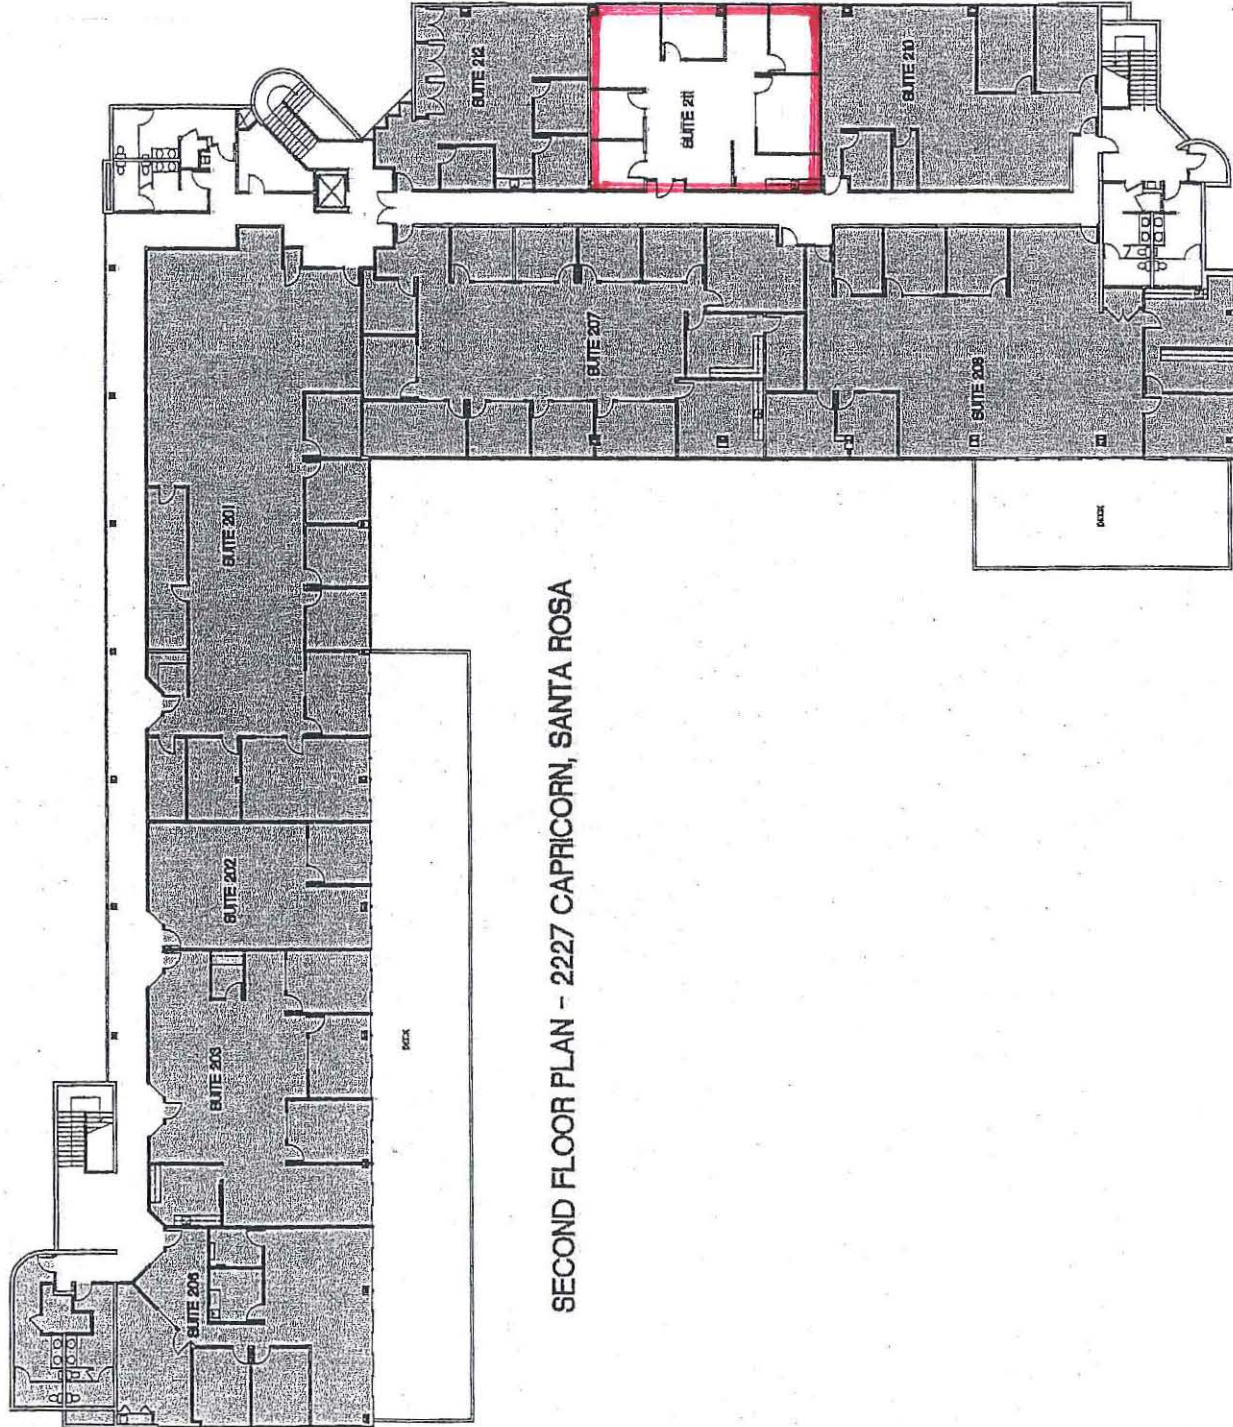 SUITE 212
SUITE 211
SUITE 210
SUITE 207
SUITE 208
SUITE 201
DECK
SUITE 202
SUITE 203
DECK
SUITE 206
SECOND FLOOR PLAN - 2227 CAPRICORN, SANTA ROSA